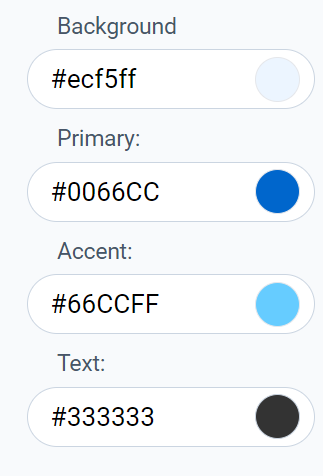 Background
#ecf5ff
Primary:
#0066CC
Accent:
#66CCFF
Text:
#333333